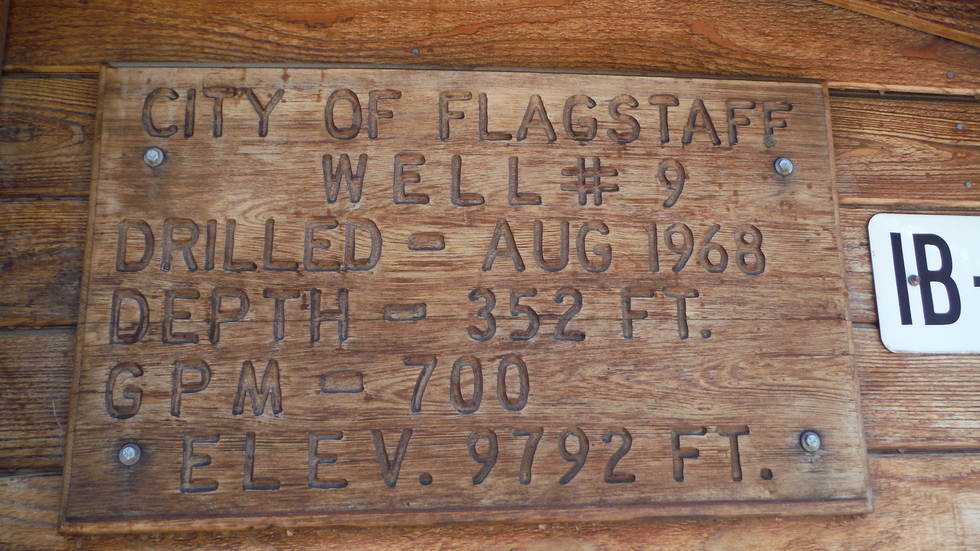 CITY OF FLAGSTAFF
WELL # 9
DRILLED - AUG 1968
DEPTH - 352 FT.
GPM - 700
ELEV. 9792 FT.
IB-